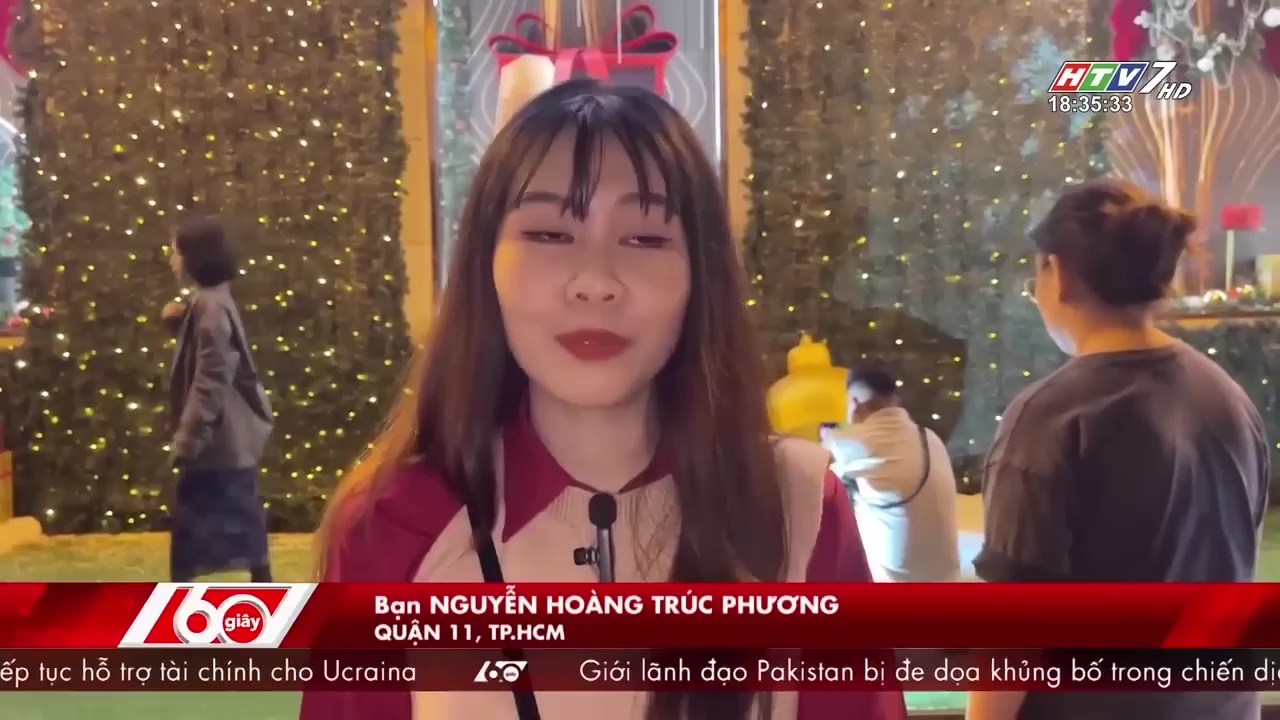 HTV7
HD
18:35:33
60 giây
Bạn NGUYỄN HOÀNG TRÚC PHƯƠNG
QUẬN 11, TP.HCM
ếp tục hỗ trợ tài chính cho Ucraina 60 giây Giới lãnh đạo Pakistan bị đe dọa khủng bố trong chiến dị